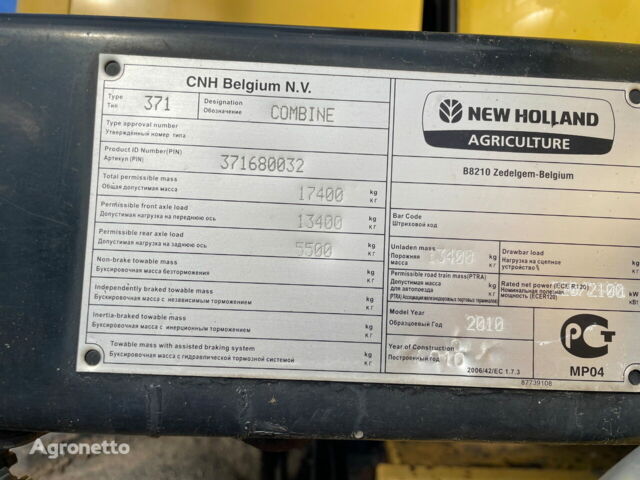 CNH Belgium N.V.
Type
Тип
371
Designation
Обозначение
COMBINE
Type approval number
Утверждённый номер типа
Product ID Number(PIN)
Артикул (PIN)
371680032
Total permissible mass
Общая допустимая масса
17400
kg
кг
Permissible front axle load
Допустимая нагрузка на переднюю ось
13400
kg
кг
Permissible rear axle load
Допустимая нагрузка на заднюю ось
5500
kg
кг
Non-brake towable mass
Буксировочная масса безторможения
kg
кг
Independently braked towable mass
Буксировочная масса с независимым торможением
kg
кг
Inertia-braked towable mass
Буксировочная масса с инерционным торможением
kg
кг
Towable mass with assisted braking system
Буксировочная масса с гидравлической тормозной системой
kg
кг
NEW HOLLAND
AGRICULTURE
B8210 Zedelgem-Belgium
Bar Code
Штриховой код
Unladen mass
Порожняя
масса
13400
kg
кг
Drawbar load
Нагрузка на сцепное
устройство
kg
кг
Permissible road train mass(PTRA)
Допустимая масса
для автопоезда
kg
кг
Rated net power (ECE R120)
Номинальная полезная
мощность (ECER120)
/2100
kW
кВт
Model Year
Образцовый Год
2010
Year of Construction
Построенный год
10
2006/42/EC 1.7.3
87739108
MP04
Agronetto